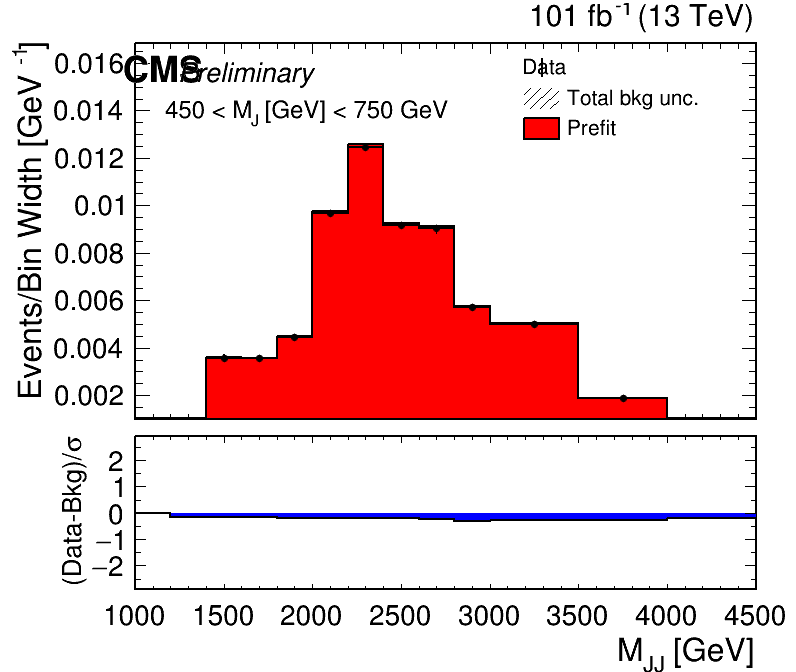 101 fb⁻¹ (13 TeV)
CMS Preliminary
450 < M_J [GeV] < 750 GeV
Data
Total bkg unc.
Prefit
Events/Bin Width [GeV⁻¹]
0.016
0.014
0.012
0.01
0.008
0.006
0.004
0.002
(Data-Bkg)/σ
2
1
0
−1
−2
1000 1500 2000 2500 3000 3500 4000 4500
M_JJ [GeV]